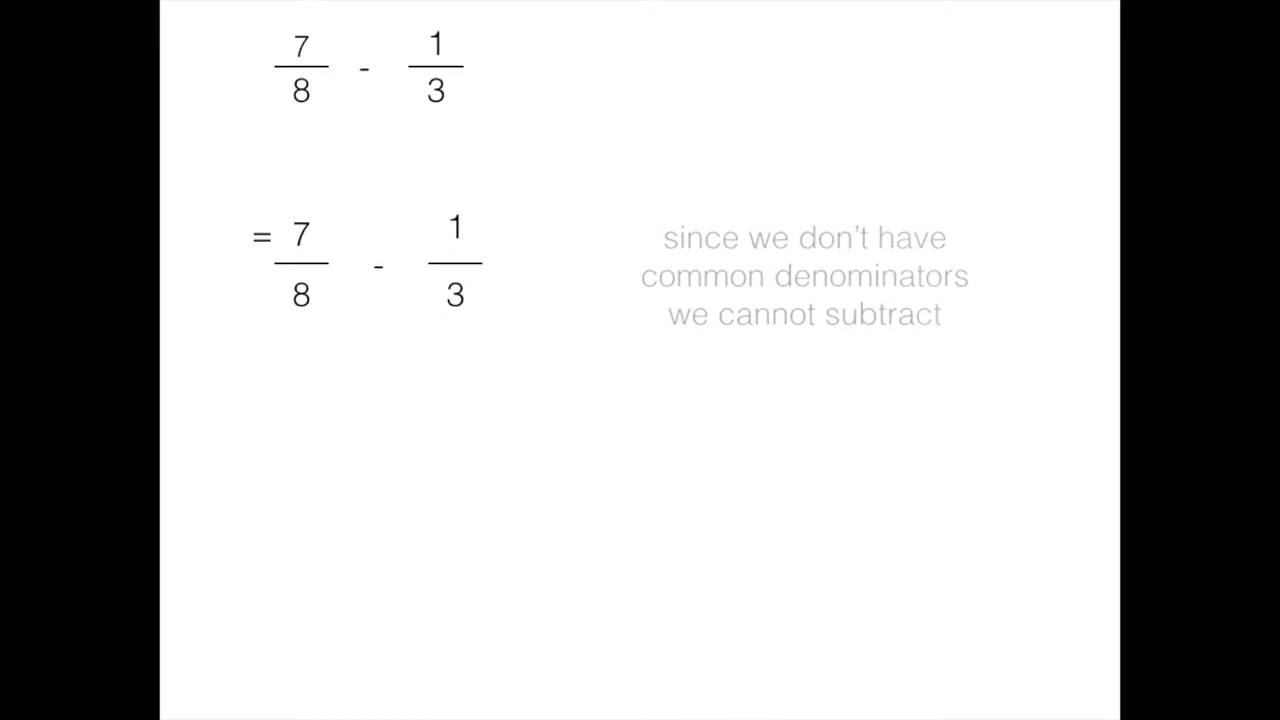 7 1
- 
8 3
= 7 1
-
8 3
since we don't have
common denominators
we cannot subtract